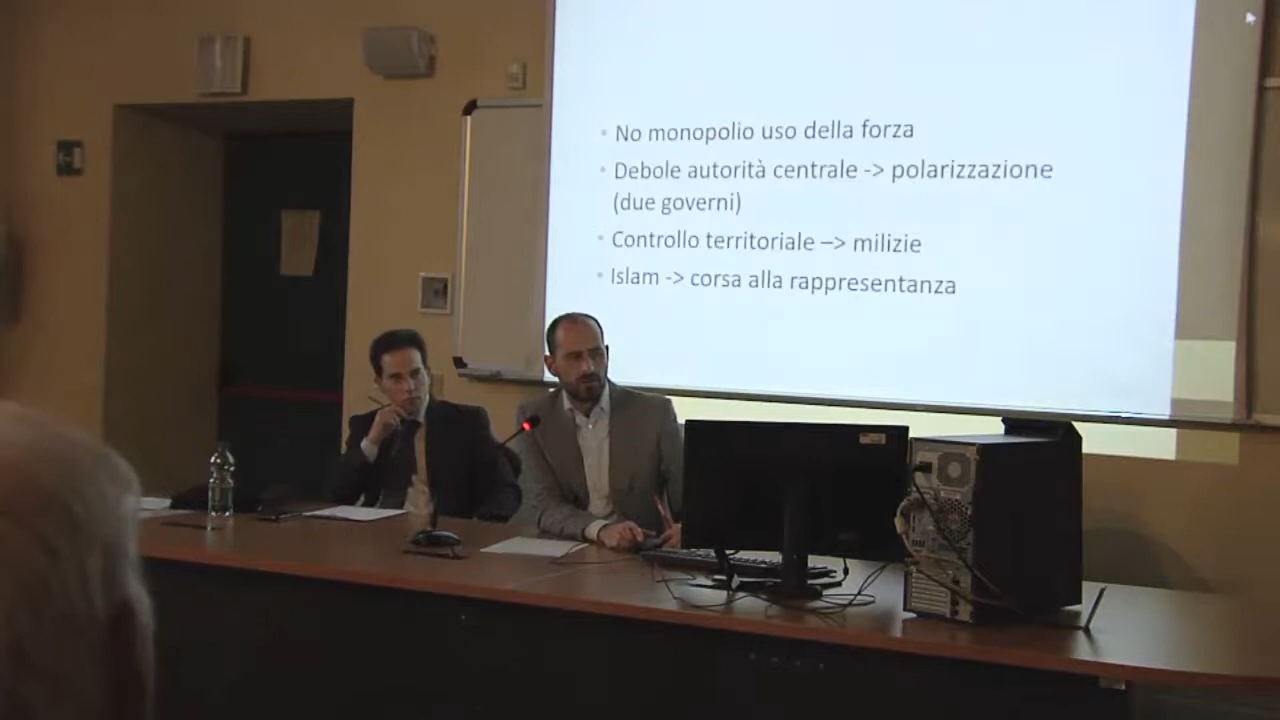 • No monopolio uso della forza
• Debole autorità centrale -> polarizzazione
(due governi)
• Controllo territoriale –> milizie
• Islam -> corsa alla rappresentanza